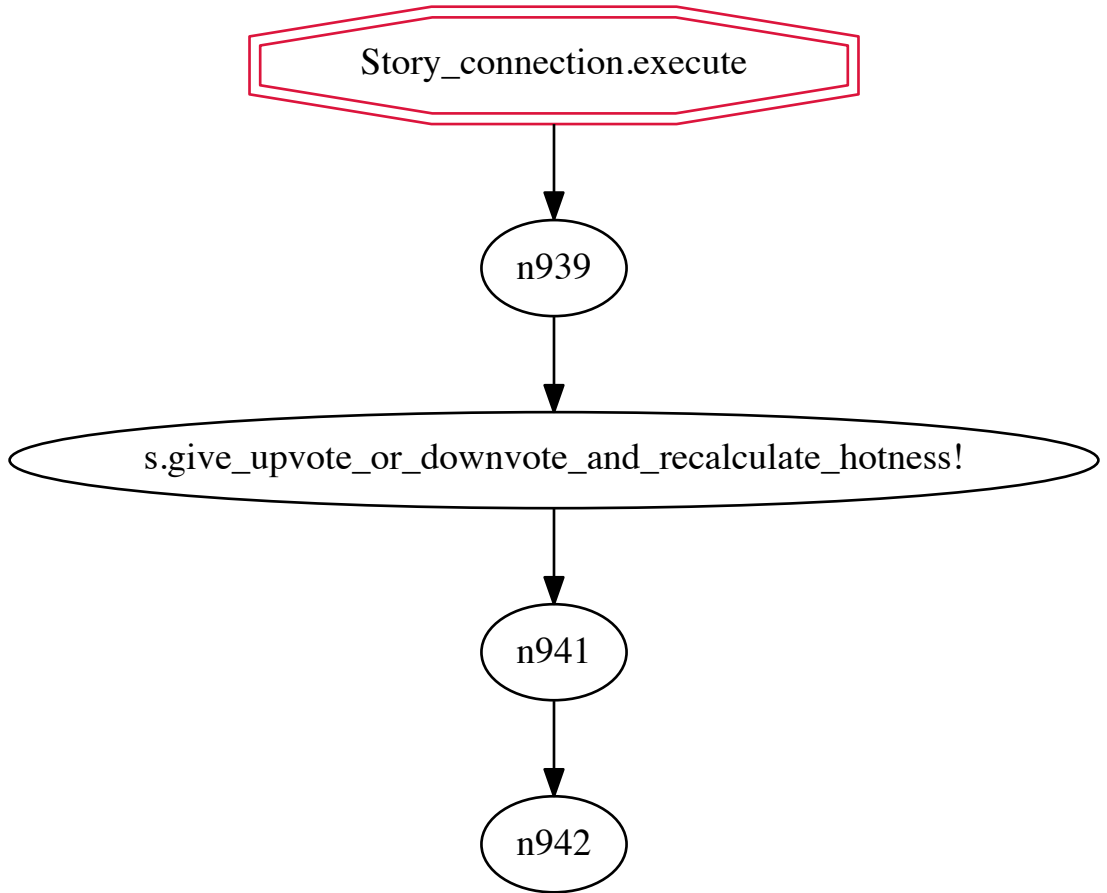 Story_connection.execute
n939
s.give_upvote_or_downvote_and_recalculate_hotness!
n941
n942